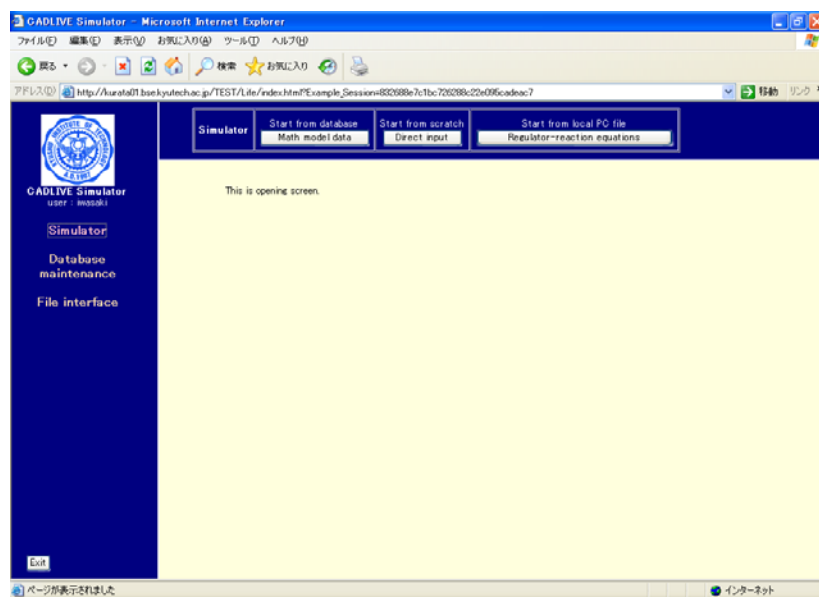 CADLIVE Simulator - Microsoft Internet Explorer
ファイル(F) 編集(E) 表示(V) お気に入り(A) ツール(T) ヘルプ(H)
戻る 検索 お気に入り
アドレス(D) http://kurata01.bse.kyutech.ac.jp/TEST/Life/index.html?Example_Session=832688e7c1bc726288c22e095cadeac7 移動 リンク
Simulator
Start from database
Math model data
Start from scratch
Direct input
Start from local PC file
Regulator-reaction equations
CADLIVE Simulator
user : iwasaki
Simulator
Database
maintenance
File interface
This is opening screen.
Exit
ページが表示されました インターネット